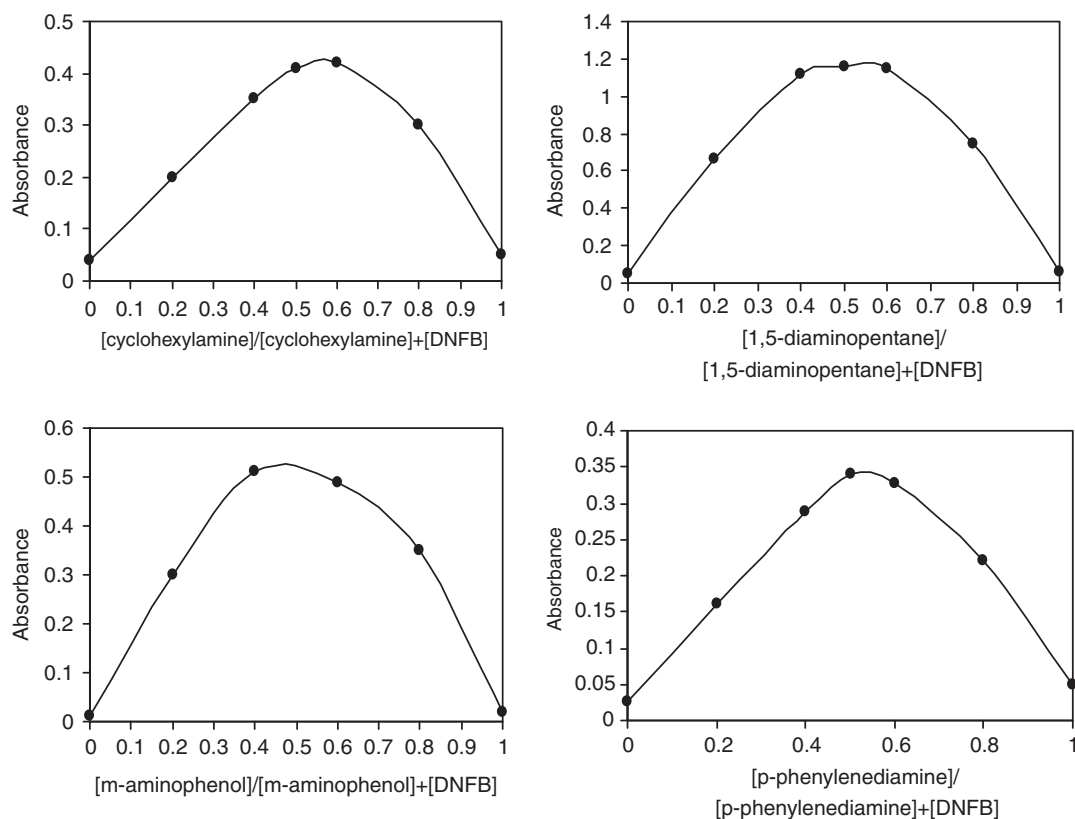 0.5
0.4
0.3
0.2
0.1
0
Absorbance
0 0.1 0.2 0.3 0.4 0.5 0.6 0.7 0.8 0.9 1
[cyclohexylamine]/[cyclohexylamine]+[DNFB]
1.4
1.2
1
0.8
0.6
0.4
0.2
0
Absorbance
0 0.1 0.2 0.3 0.4 0.5 0.6 0.7 0.8 0.9 1
[1,5-diaminopentane]/
[1,5-diaminopentane]+[DNFB]
0.6
0.5
0.4
0.3
0.2
0.1
0
Absorbance
0 0.1 0.2 0.3 0.4 0.5 0.6 0.7 0.8 0.9 1
[m-aminophenol]/[m-aminophenol]+[DNFB]
0.4
0.35
0.3
0.25
0.2
0.15
0.1
0.05
0
Absorbance
0 0.2 0.4 0.6 0.8 1
[p-phenylenediamine]/
[p-phenylenediamine]+[DNFB]